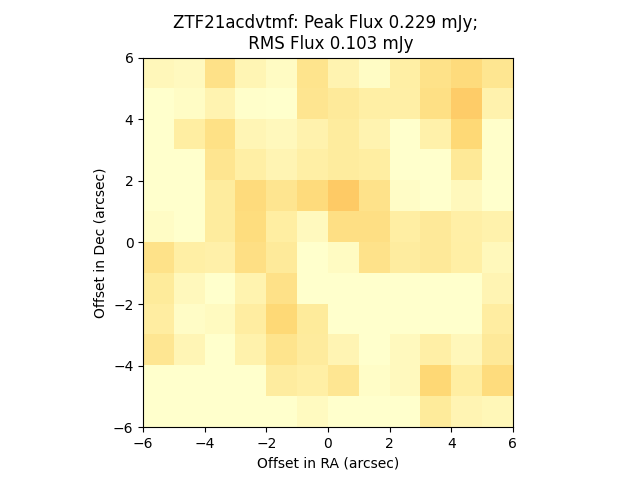 ZTF21acdvtmf: Peak Flux 0.229 mJy;
RMS Flux 0.103 mJy
6
4
2
0
−2
−4
−6
Offset in Dec (arcsec)
−6 −4 −2 0 2 4 6
Offset in RA (arcsec)